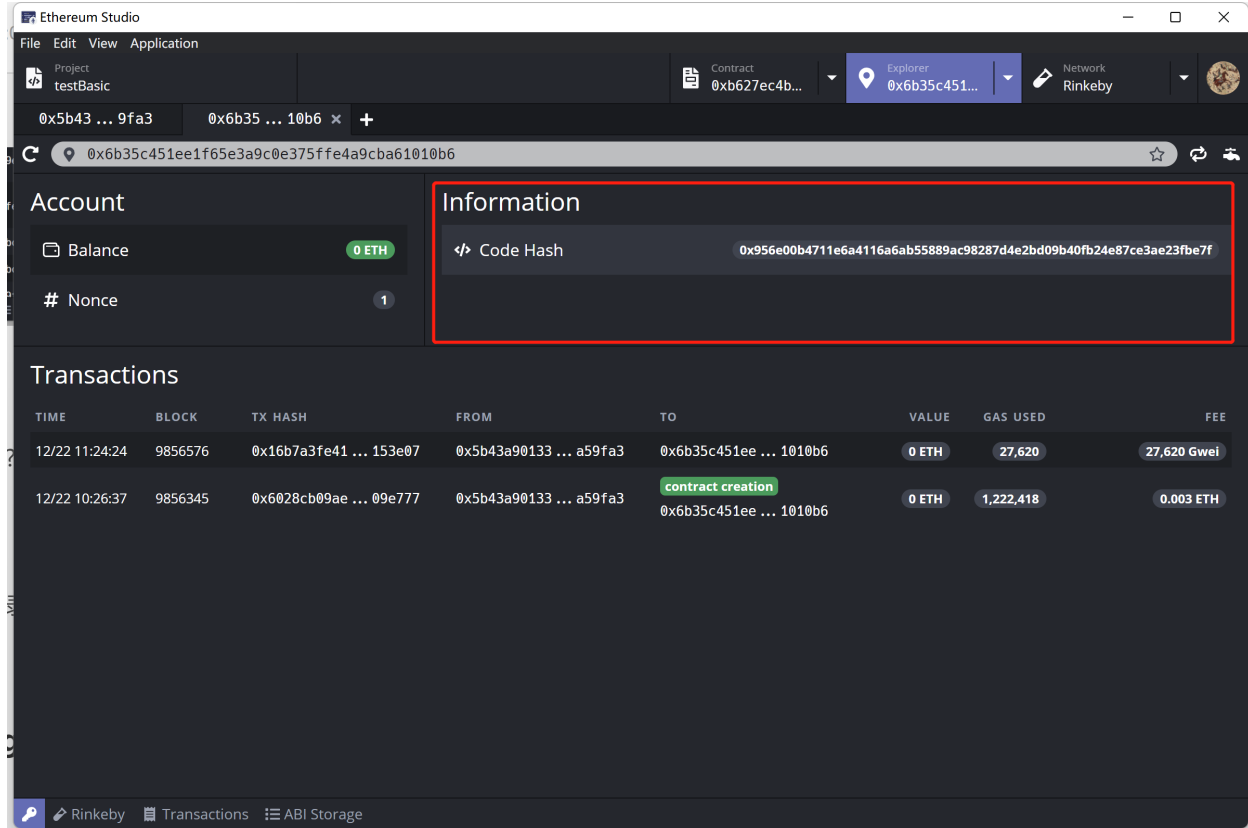 Ethereum Studio
File Edit View Application
Project
testBasic
Contract
0xb627ec4b...
Explorer
0x6b35c451...
Network
Rinkeby
0x5b43 ... 9fa3
0x6b35 ... 10b6 × +
0x6b35c451ee1f65e3a9c0e375ffe4a9cba61010b6
Account
Balance 0 ETH
# Nonce 1
Information
</> Code Hash 0x956e00b4711e6a4116a6ab55889ac98287d4e2bd09b40fb24e87ce3ae23fbe7f
Transactions
TIME BLOCK TX HASH FROM TO VALUE GAS USED FEE
12/22 11:24:24 9856576 0x16b7a3fe41 ... 153e07 0x5b43a90133 ... a59fa3 0x6b35c451ee ... 1010b6 0 ETH 27,620 27,620 Gwei
contract creation
12/22 10:26:37 9856345 0x6028cb09ae ... 09e777 0x5b43a90133 ... a59fa3 0x6b35c451ee ... 1010b6 0 ETH 1,222,418 0.003 ETH
Rinkeby Transactions ABI Storage